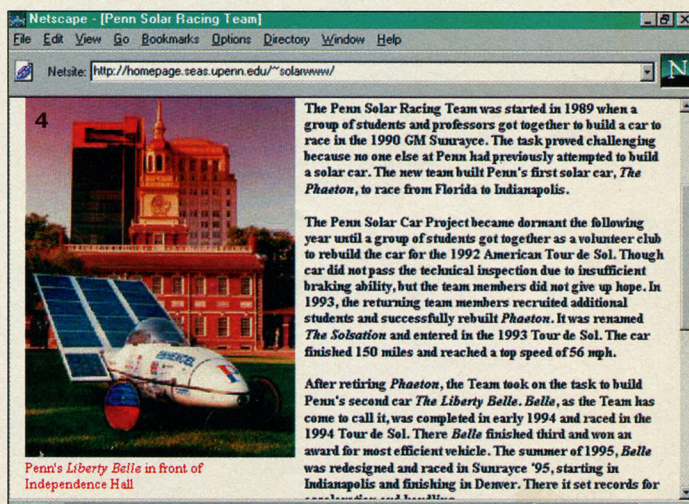 Netscape - [Penn Solar Racing Team]
File Edit View Go Bookmarks Options Directory Window Help
Netsite: http://homepage.seas.upenn.edu/~solarwww/
N
4
Penn's Liberty Belle in front of
Independence Hall
The Penn Solar Racing Team was started in 1989 when a
group of students and professors got together to build a car to
race in the 1990 GM Sunrayce. The task proved challenging
because no one else at Penn had previously attempted to build
a solar car. The new team built Penn's first solar car, The
Phaeton, to race from Florida to Indianapolis.
The Penn Solar Car Project became dormant the following
year until a group of students got together as a volunteer club
to rebuild the car for the 1992 American Tour de Sol. Though
car did not pass the technical inspection due to insufficient
braking ability, but the team members did not give up hope. In
1993, the returning team members recruited additional
students and successfully rebuilt Phaeton. It was renamed
The Solsation and entered in the 1993 Tour de Sol. The car
finished 150 miles and reached a top speed of 56 mph.
After retiring Phaeton, the Team took on the task to build
Penn's second car The Liberty Belle. Belle, as the Team has
come to call it, was completed in early 1994 and raced in the
1994 Tour de Sol. There Belle finished third and won an
award for most efficient vehicle. The summer of 1995, Belle
was redesigned and raced in Sunrayce '95, starting in
Indianapolis and finishing in Denver. There it set records for